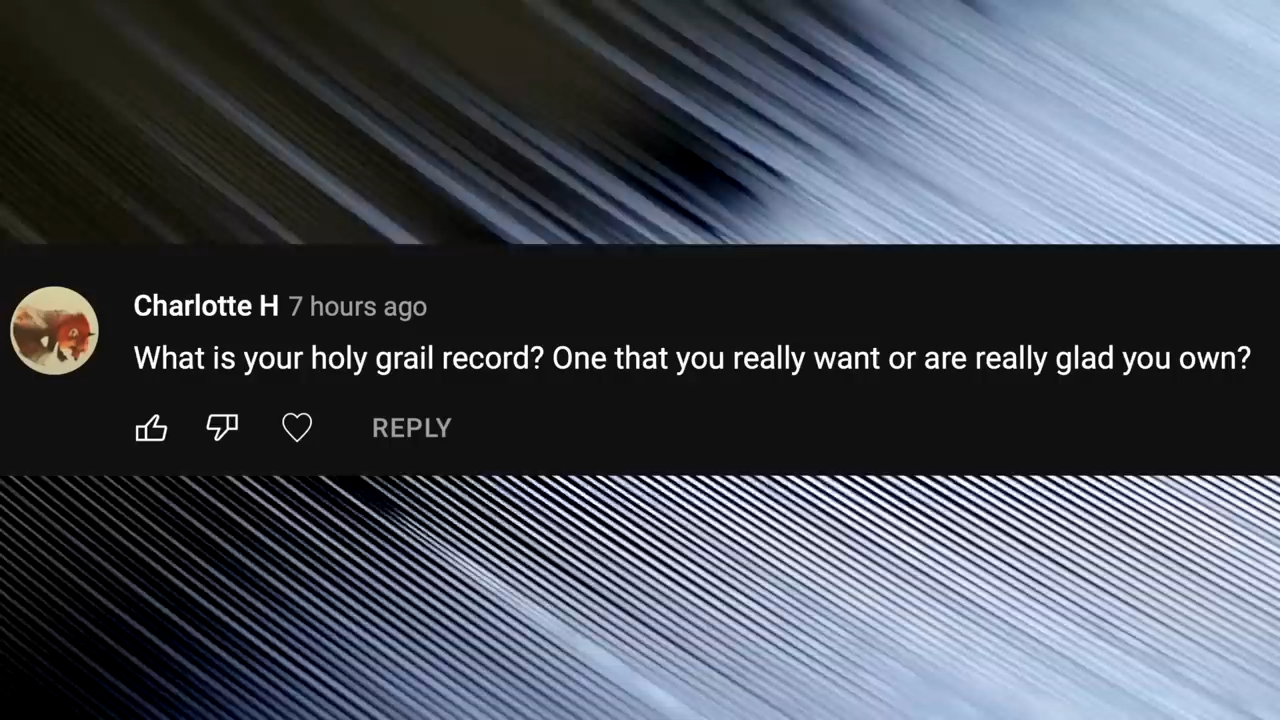 Charlotte H 7 hours ago
What is your holy grail record? One that you really want or are really glad you own?
REPLY